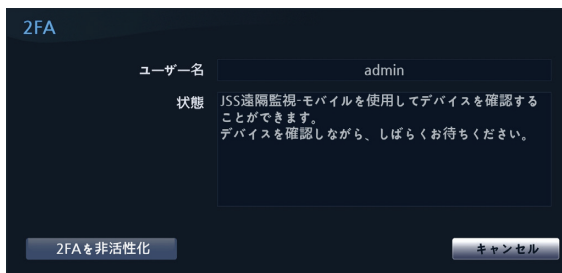 2FA
ユーザー名 admin
状態 JSS遠隔監視-モバイルを使用してデバイスを確認する
ことができます。
デバイスを確認しながら、しばらくお待ちください。
2FAを非活性化 キャンセル